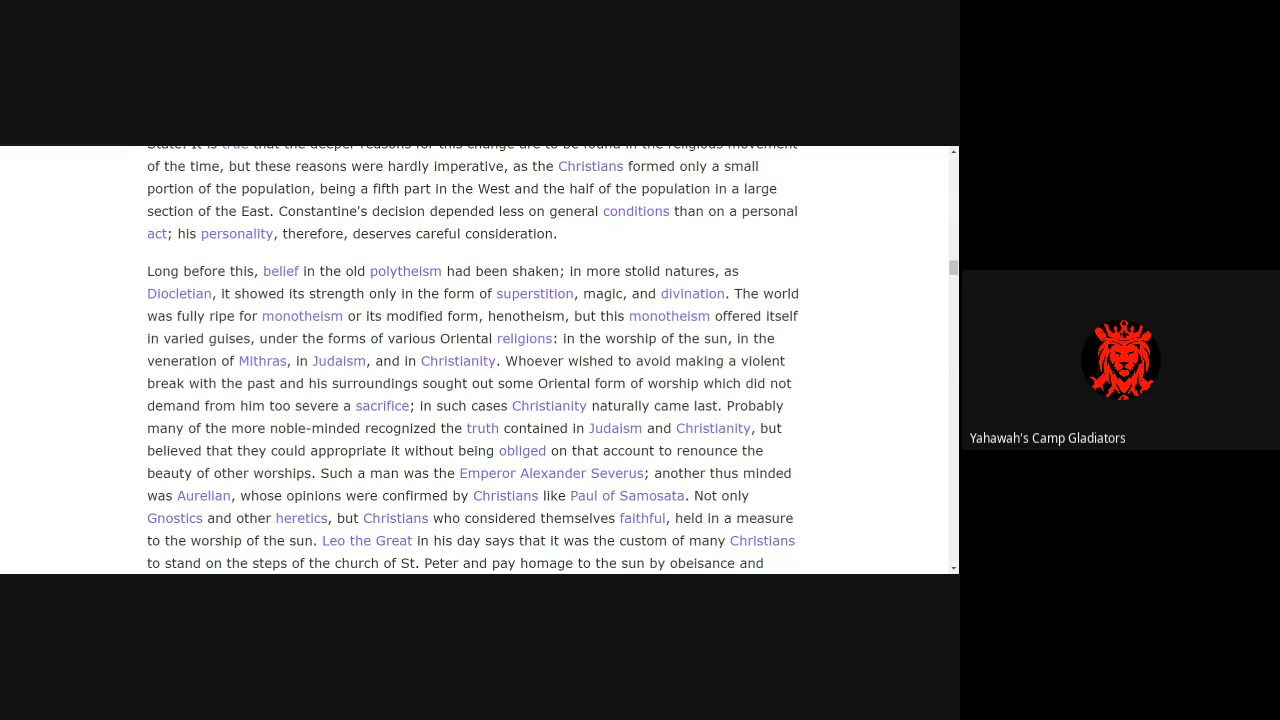 of the time, but these reasons were hardly imperative, as the Christians formed only a small
portion of the population, being a fifth part in the West and the half of the population in a large
section of the East. Constantine's decision depended less on general conditions than on a personal
act; his personality, therefore, deserves careful consideration.
Long before this, belief in the old polytheism had been shaken; in more stolid natures, as
Diocletian, it showed its strength only in the form of superstition, magic, and divination. The world
was fully ripe for monotheism or its modified form, henotheism, but this monotheism offered itself
in varied guises, under the forms of various Oriental religions: in the worship of the sun, in the
veneration of Mithras, in Judaism, and in Christianity. Whoever wished to avoid making a violent
break with the past and his surroundings sought out some Oriental form of worship which did not
demand from him too severe a sacrifice; in such cases Christianity naturally came last. Probably
many of the more noble-minded recognized the truth contained in Judaism and Christianity, but
believed that they could appropriate it without being obliged on that account to renounce the
beauty of other worships. Such a man was the Emperor Alexander Severus; another thus minded
was Aurelian, whose opinions were confirmed by Christians like Paul of Samosata. Not only
Gnostics and other heretics, but Christians who considered themselves faithful, held in a measure
to the worship of the sun. Leo the Great in his day says that it was the custom of many Christians
to stand on the steps of the church of St. Peter and pay homage to the sun by obeisance and
Yahawah's Camp Gladiators